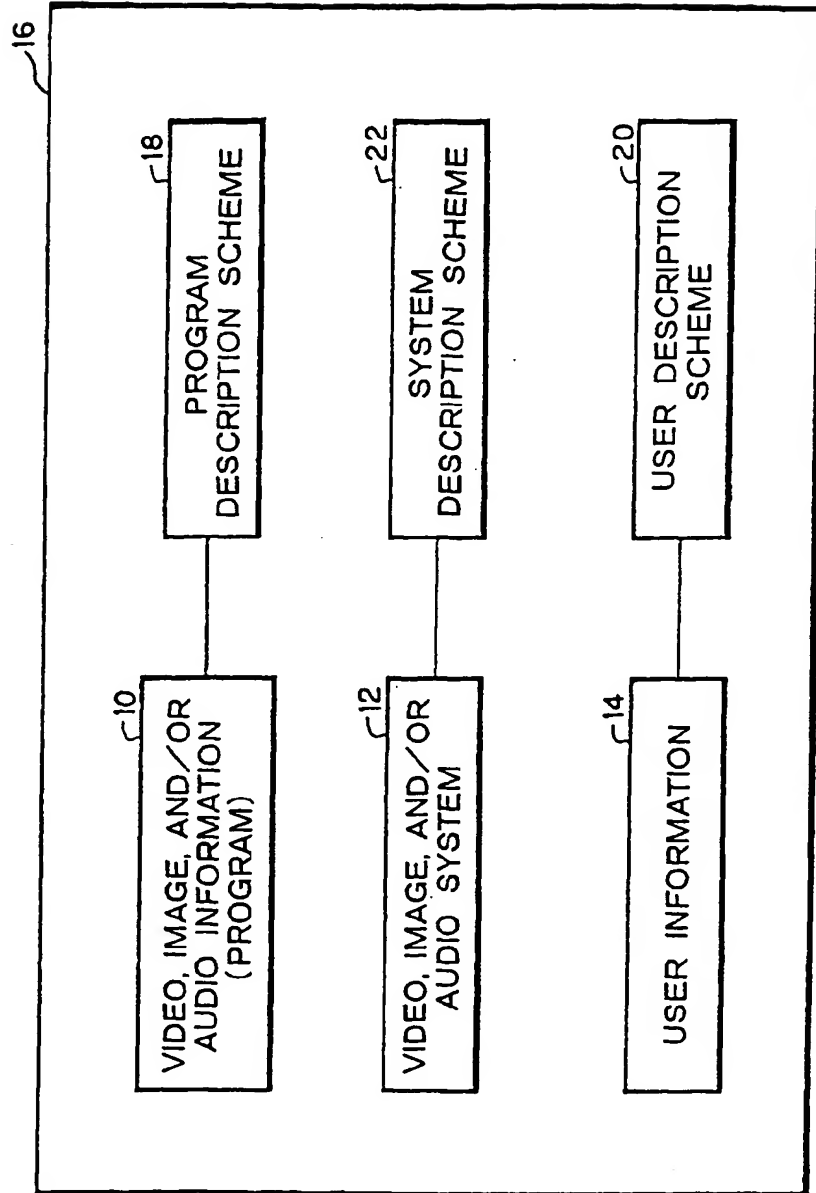 16
10
VIDEO, IMAGE, AND/OR
AUDIO INFORMATION
(PROGRAM)
18
PROGRAM
DESCRIPTION SCHEME
12
VIDEO, IMAGE, AND/OR
AUDIO SYSTEM
22
SYSTEM
DESCRIPTION SCHEME
14
USER INFORMATION
20
USER DESCRIPTION
SCHEME